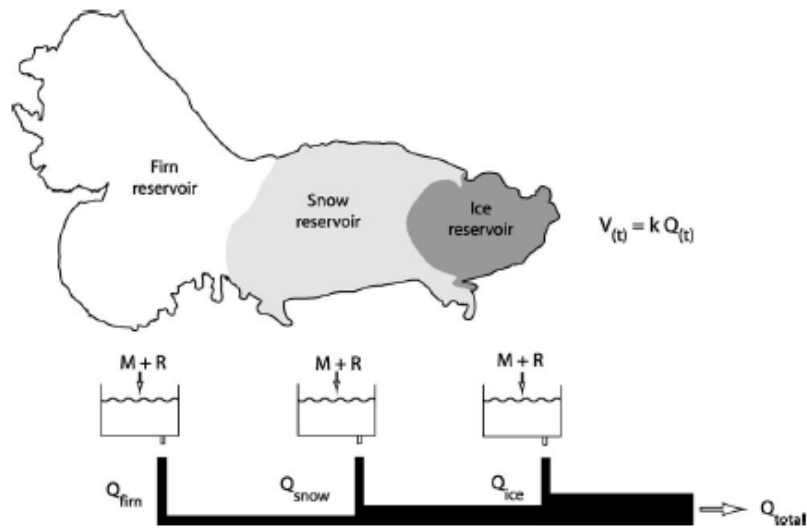 Firn
reservoir
Snow
reservoir
Ice
reservoir
V(t) = k Q(t)
M + R
M + R
M + R
Qfirn
Qsnow
Qice
Qtotal